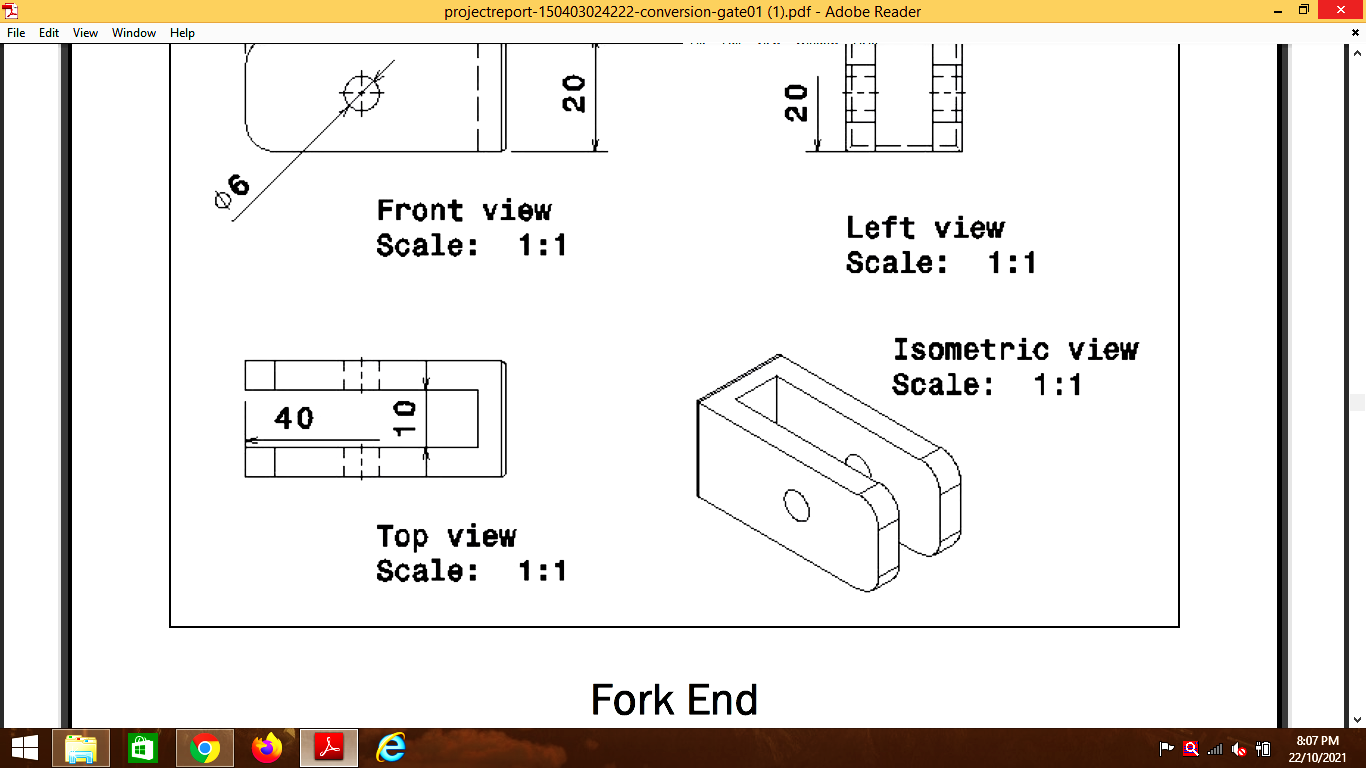 projectreport-150403024222-conversion-gate01 (1).pdf - Adobe Reader
File Edit View Window Help
20
20
Ø6
Front view
Scale: 1:1
Left view
Scale: 1:1
Isometric view
Scale: 1:1
40
10
Top view
Scale: 1:1
Fork End
8:07 PM
22/10/2021